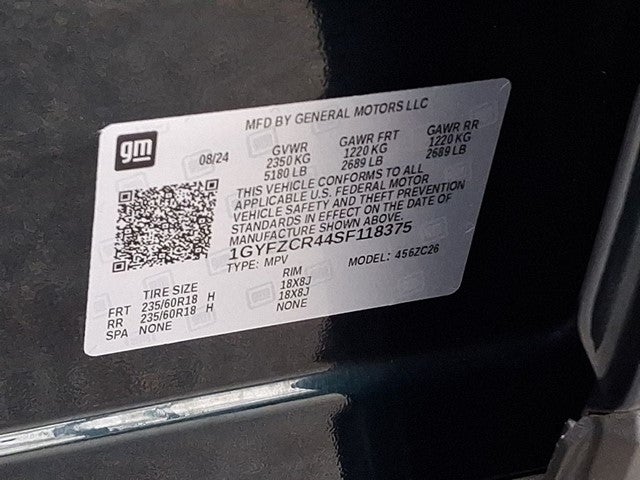 MFD BY GENERAL MOTORS LLC
gm
08/24 GVWR GAWR FRT GAWR RR
2350 KG 1220 KG 1220 KG
5180 LB 2689 LB 2689 LB
THIS VEHICLE CONFORMS TO ALL
APPLICABLE U.S. FEDERAL MOTOR
VEHICLE SAFETY AND THEFT PREVENTION
STANDARDS IN EFFECT ON THE DATE OF
MANUFACTURE SHOWN ABOVE.
1GYFZCR44SF118375
TYPE: MPV MODEL: 456ZC26
TIRE SIZE RIM
FRT 235/60R18 H 18X8J
RR 235/60R18 H 18X8J
SPA NONE NONE